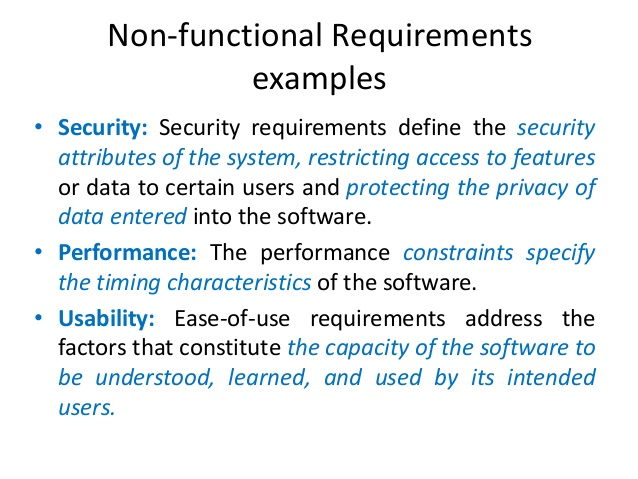 Non-functional Requirements
examples
• Security: Security requirements define the security
attributes of the system, restricting access to features
or data to certain users and protecting the privacy of
data entered into the software.
• Performance: The performance constraints specify
the timing characteristics of the software.
• Usability: Ease-of-use requirements address the
factors that constitute the capacity of the software to
be understood, learned, and used by its intended
users.